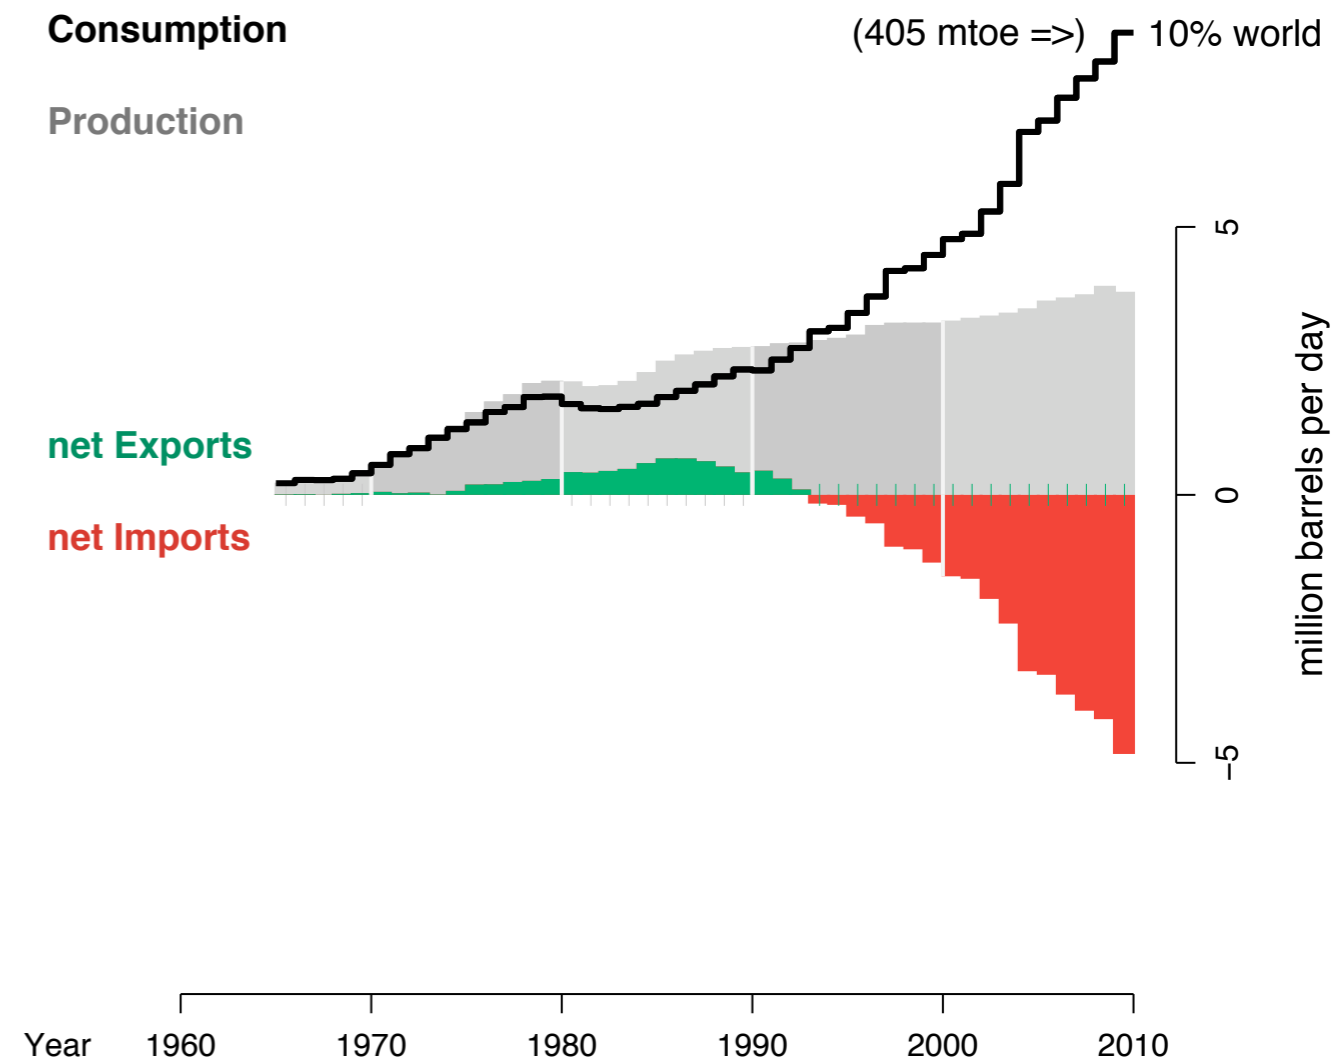 Consumption
(405 mtoe =>) 10% world
Production
5
net Exports
0
net Imports
−5
million barrels per day
Year 1960 1970 1980 1990 2000 2010